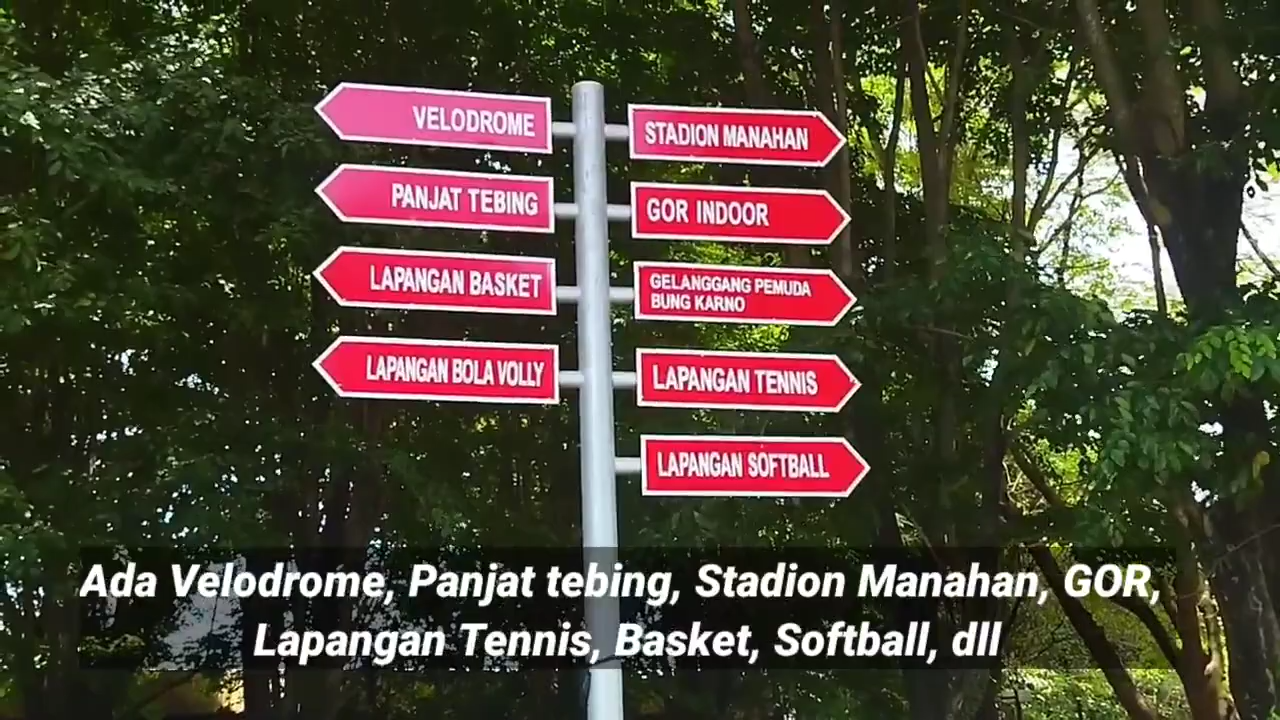 VELODROME
PANJAT TEBING
LAPANGAN BASKET
LAPANGAN BOLA VOLLY
STADION MANAHAN
GOR INDOOR
GELANGGANG PEMUDA
BUNG KARNO
LAPANGAN TENNIS
LAPANGAN SOFTBALL
Ada Velodrome, Panjat tebing, Stadion Manahan, GOR,
Lapangan Tennis, Basket, Softball, dll